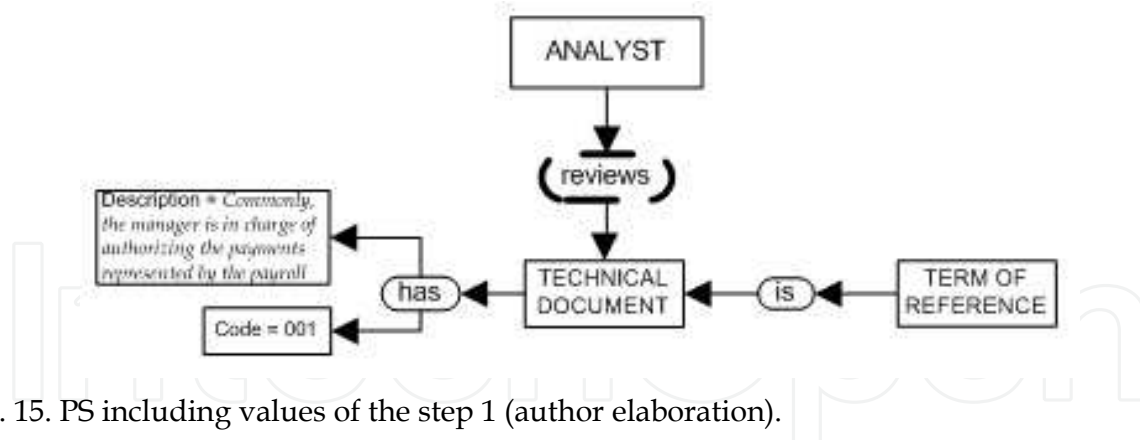 ANALYST
reviews
Description = Commonly,
the manager is in charge of
authorizing the payments
represented by the payroll
has
TECHNICAL
DOCUMENT
is
TERM OF
REFERENCE
Code = 001
. 15. PS including values of the step 1 (author elaboration).